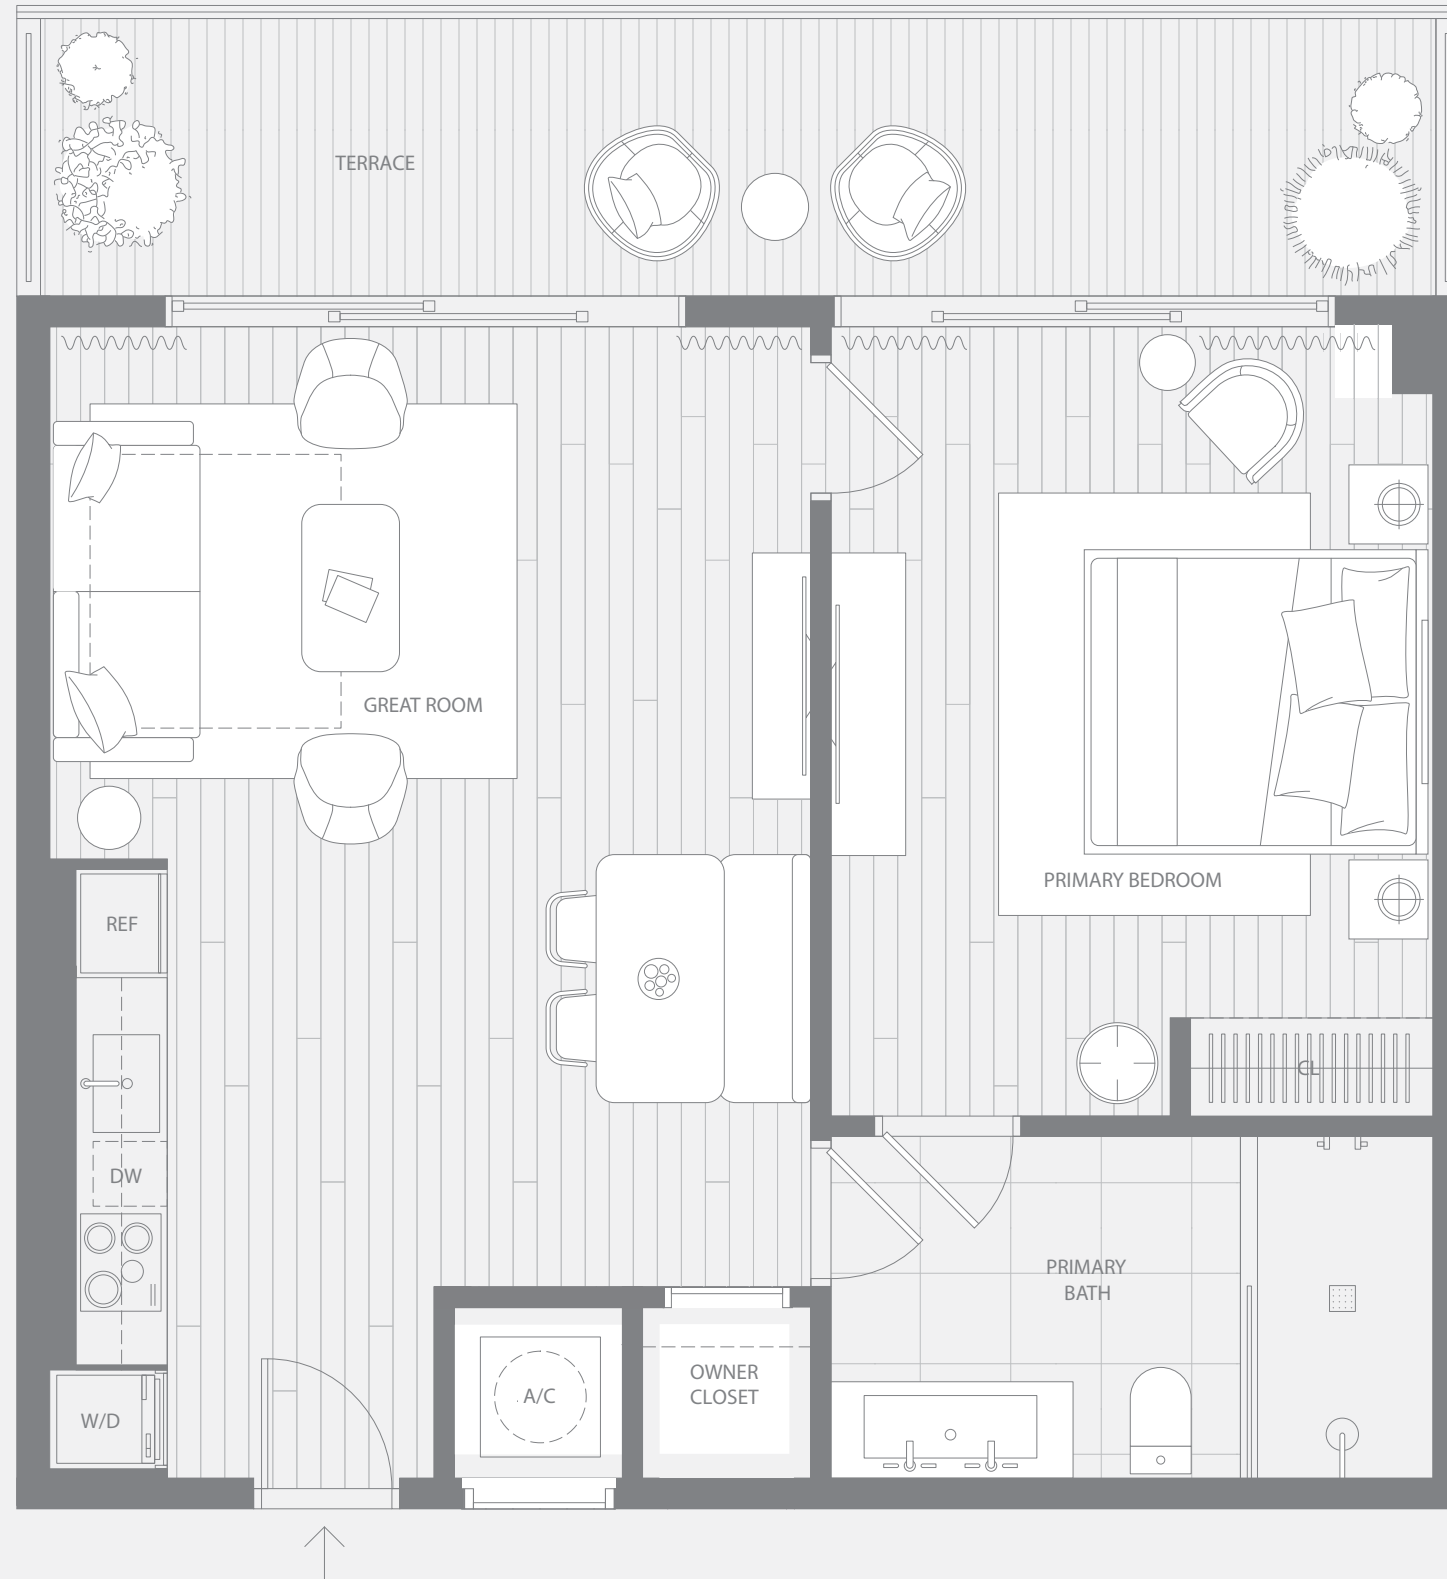 TERRACE
GREAT ROOM
PRIMARY BEDROOM
REF
CL
DW
PRIMARY
BATH
OWNER
CLOSET
A/C
W/D